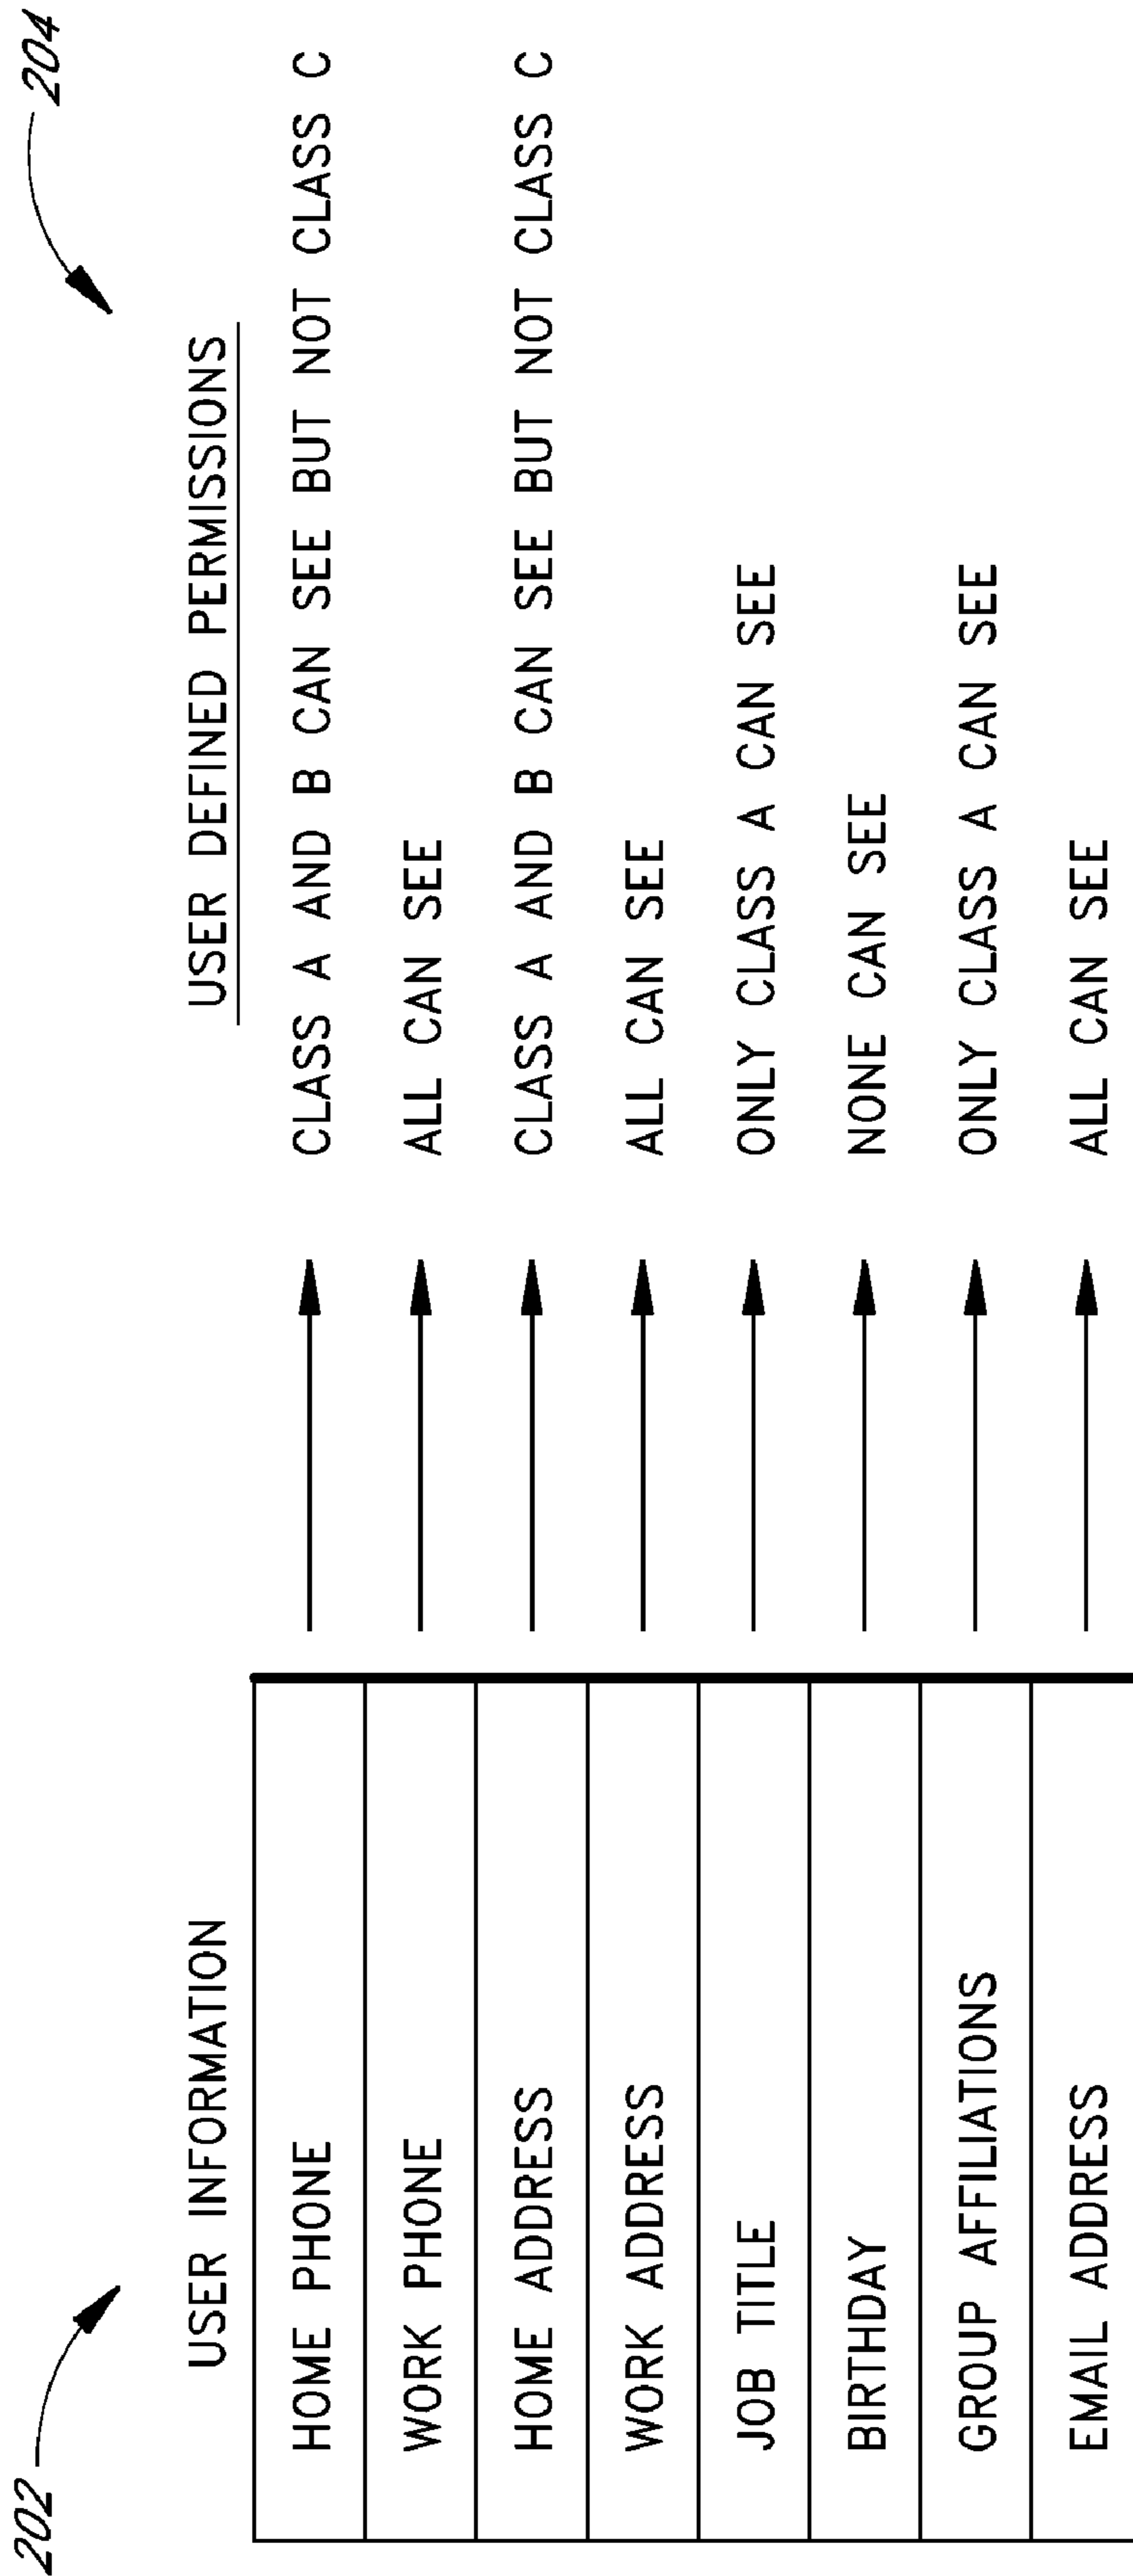 202
204
USER INFORMATION
USER DEFINED PERMISSIONS
HOME PHONE
CLASS A AND B CAN SEE BUT NOT CLASS C
WORK PHONE
ALL CAN SEE
HOME ADDRESS
CLASS A AND B CAN SEE BUT NOT CLASS C
WORK ADDRESS
ALL CAN SEE
JOB TITLE
ONLY CLASS A CAN SEE
BIRTHDAY
NONE CAN SEE
GROUP AFFILIATIONS
ONLY CLASS A CAN SEE
EMAIL ADDRESS
ALL CAN SEE